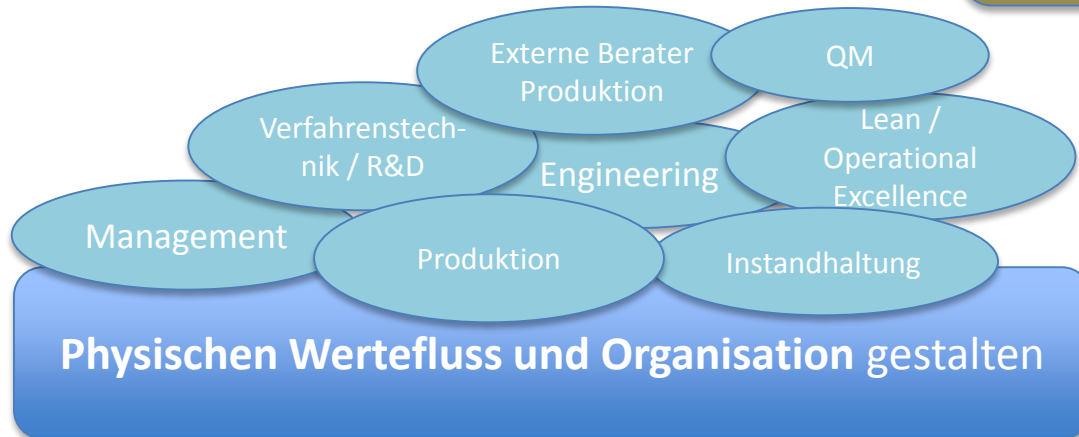 Externe Berater
Produktion
QM
Verfahrenstech-
nik / R&D
Engineering
Lean /
Operational
Excellence
Management
Produktion
Instandhaltung
Physischen Wertefluss und Organisation gestalten